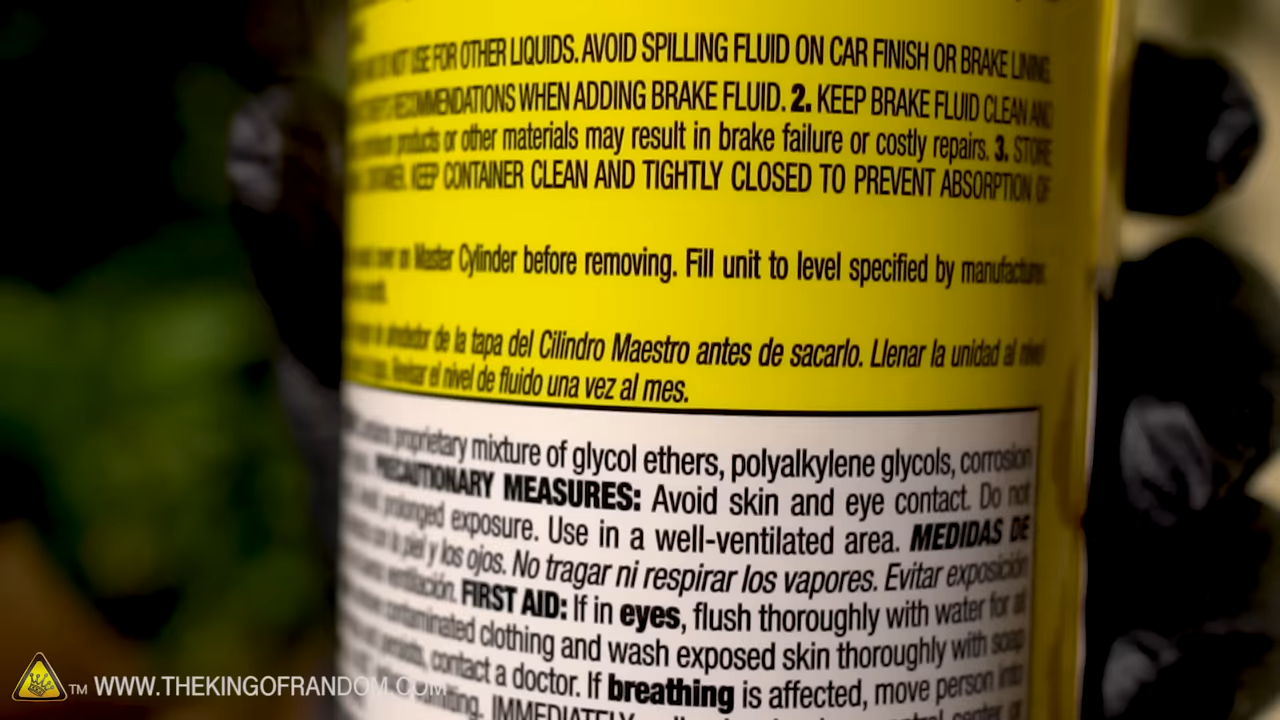 NOT USE FOR OTHER LIQUIDS. AVOID SPILLING FLUID ON CAR FINISH OR BRAKE LINING.
RECOMMENDATIONS WHEN ADDING BRAKE FLUID. 2. KEEP BRAKE FLUID CLEAN AND
products or other materials may result in brake failure or costly repairs. 3. STORE
KEEP CONTAINER CLEAN AND TIGHTLY CLOSED TO PREVENT ABSORPTION OF
Master Cylinder before removing. Fill unit to level specified by manufacturer
alrededor de la tapa del Cilindro Maestro antes de sacarlo. Llenar la unidad al nivel
Revisar el nivel de fluido una vez al mes.
proprietary mixture of glycol ethers, polyalkylene glycols, corrosion
PRECAUTIONARY MEASURES: Avoid skin and eye contact. Do not
prolonged exposure. Use in a well-ventilated area. MEDIDAS DE
con la piel y los ojos. No tragar ni respirar los vapores. Evitar exposición
ventilación. FIRST AID: If in eyes, flush thoroughly with water for at
contaminated clothing and wash exposed skin thoroughly with soap
contact a doctor. If breathing is affected, move person into
vomiting. IMMEDIATELY
TM WWW.THEKINGOFRANDOM.COM